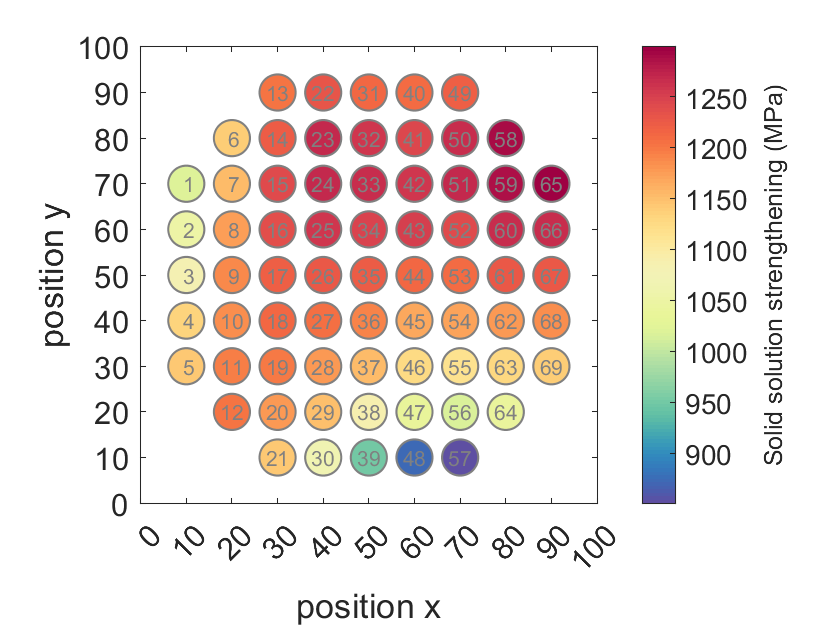 100
90
80
70
60
50
40
30
20
10
0
position y
13 22 31 40 49
6 14 23 32 41 50 58
1 7 15 24 33 42 51 59 65
2 8 16 25 34 43 52 60 66
3 9 17 26 35 44 53 61 67
4 10 18 27 36 45 54 62 68
5 11 19 28 37 46 55 63 69
12 20 29 38 47 56 64
21 30 39 48 57
0 10 20 30 40 50 60 70 80 90 100
position x
1250
1200
1150
1100
1050
1000
950
900
Solid solution strengthening (MPa)